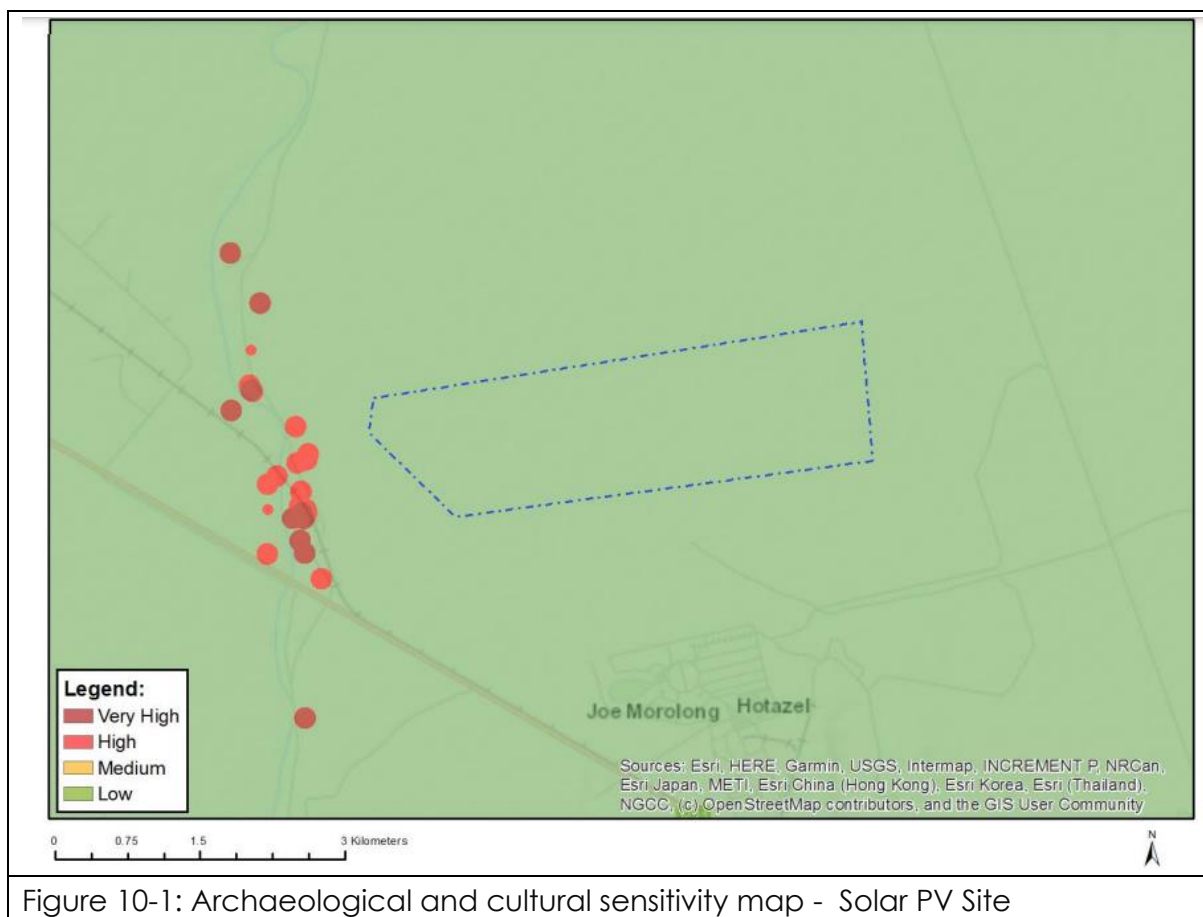 Joe Morolong
Hotazel
Legend:
Very High
High
Medium
Low
Sources: Esri, HERE, Garmin, USGS, Intermap, INCREMENT P, NRCan,
Esri Japan, METI, Esri China (Hong Kong), Esri Korea, Esri (Thailand),
NGCC, (c) OpenStreetMap contributors, and the GIS User Community
0 0.75 1.5 3 Kilometers
N
Figure 10-1: Archaeological and cultural sensitivity map - Solar PV Site